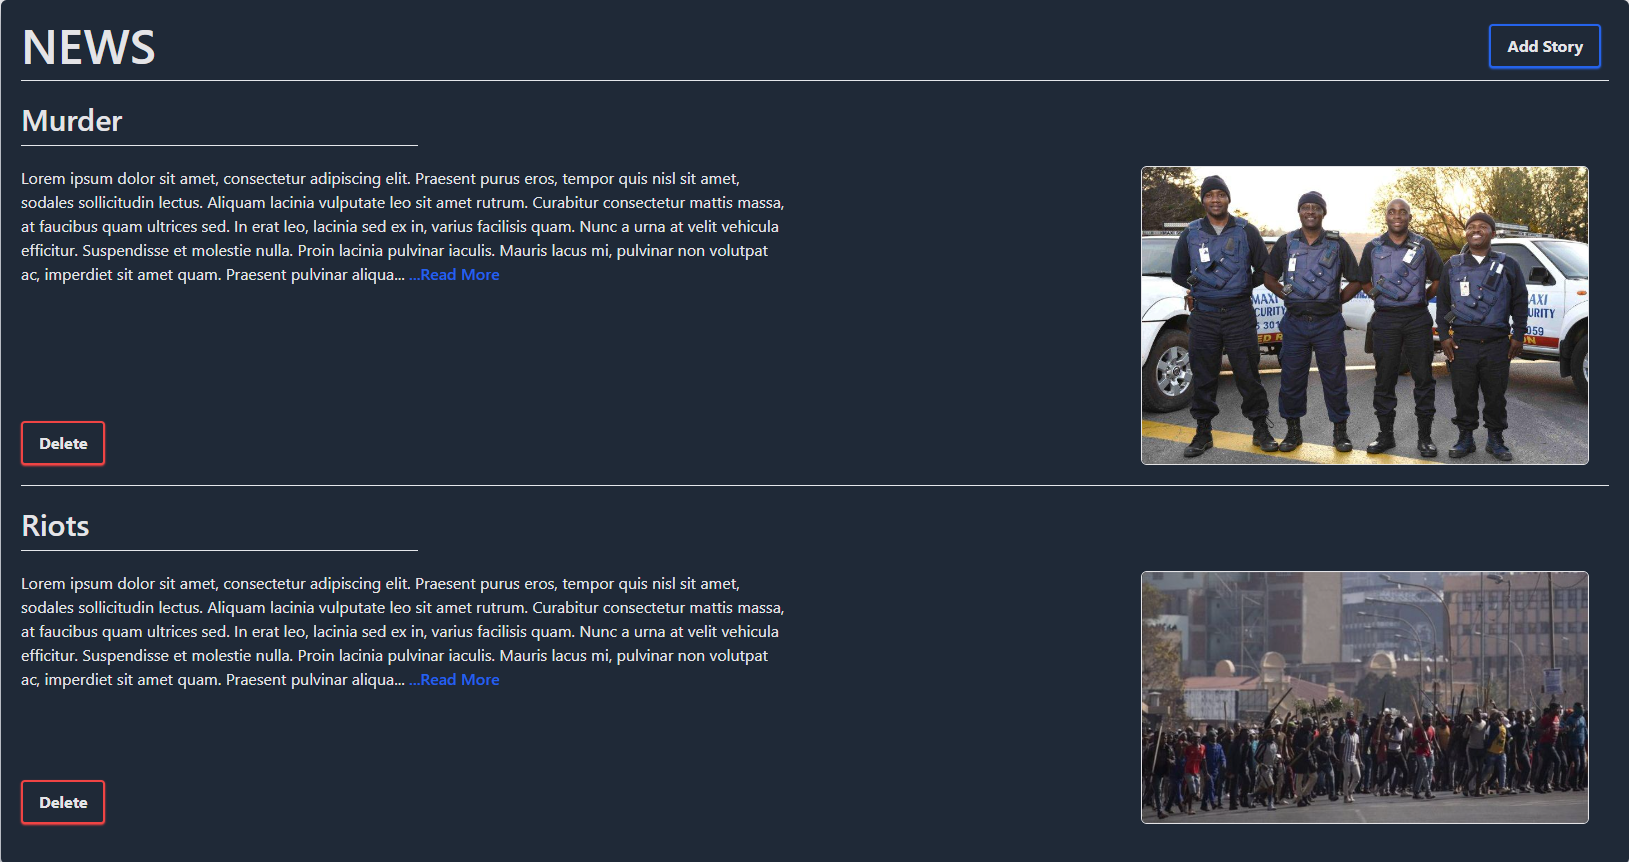 NEWS
Add Story
Murder
Lorem ipsum dolor sit amet, consectetur adipiscing elit. Praesent purus eros, tempor quis nisl sit amet,
sodales sollicitudin lectus. Aliquam lacinia vulputate leo sit amet rutrum. Curabitur consectetur mattis massa,
at faucibus quam ultrices sed. In erat leo, lacinia sed ex in, varius facilisis quam. Nunc a urna at velit vehicula
efficitur. Suspendisse et molestie nulla. Proin lacinia pulvinar iaculis. Mauris lacus mi, pulvinar non volutpat
ac, imperdiet sit amet quam. Praesent pulvinar aliqua... ...Read More
MAXI
CURITY
301
ED R
AXI
URITY
059
ON
Delete
Riots
Lorem ipsum dolor sit amet, consectetur adipiscing elit. Praesent purus eros, tempor quis nisl sit amet,
sodales sollicitudin lectus. Aliquam lacinia vulputate leo sit amet rutrum. Curabitur consectetur mattis massa,
at faucibus quam ultrices sed. In erat leo, lacinia sed ex in, varius facilisis quam. Nunc a urna at velit vehicula
efficitur. Suspendisse et molestie nulla. Proin lacinia pulvinar iaculis. Mauris lacus mi, pulvinar non volutpat
ac, imperdiet sit amet quam. Praesent pulvinar aliqua... ...Read More
Delete